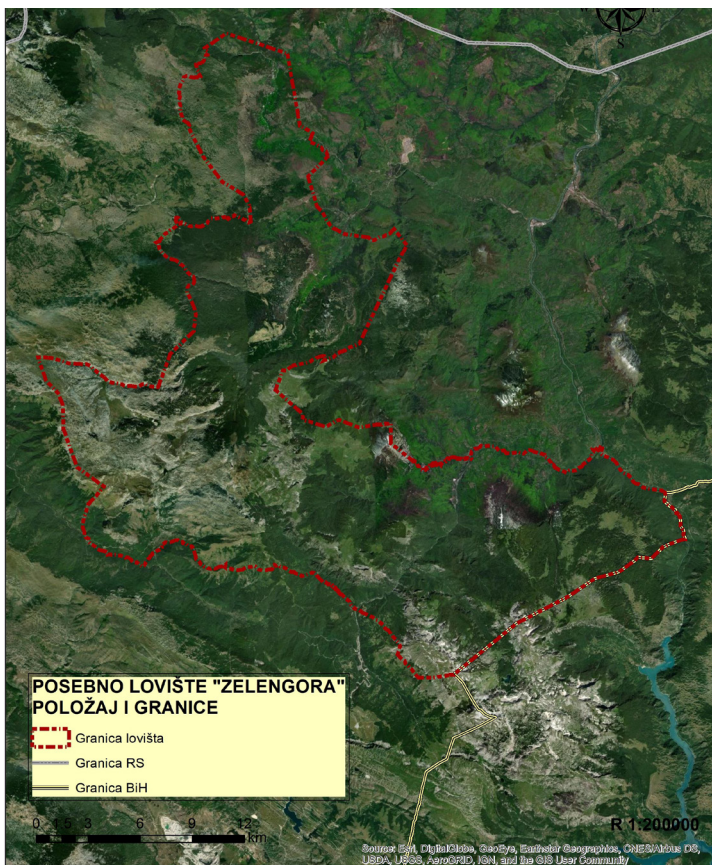 S
POSEBNO LOVIŠTE "ZELENGORA"
POLOŽAJ I GRANICE
Granica lovišta
Granica RS
Granica BiH
0 1.5 3 6 9 12
km
R 1:200000
Source: Esri, DigitalGlobe, GeoEye, Earthstar Geographics, CNES/Airbus DS,
USDA, USGS, AeroGRID, IGN, and the GIS User Community